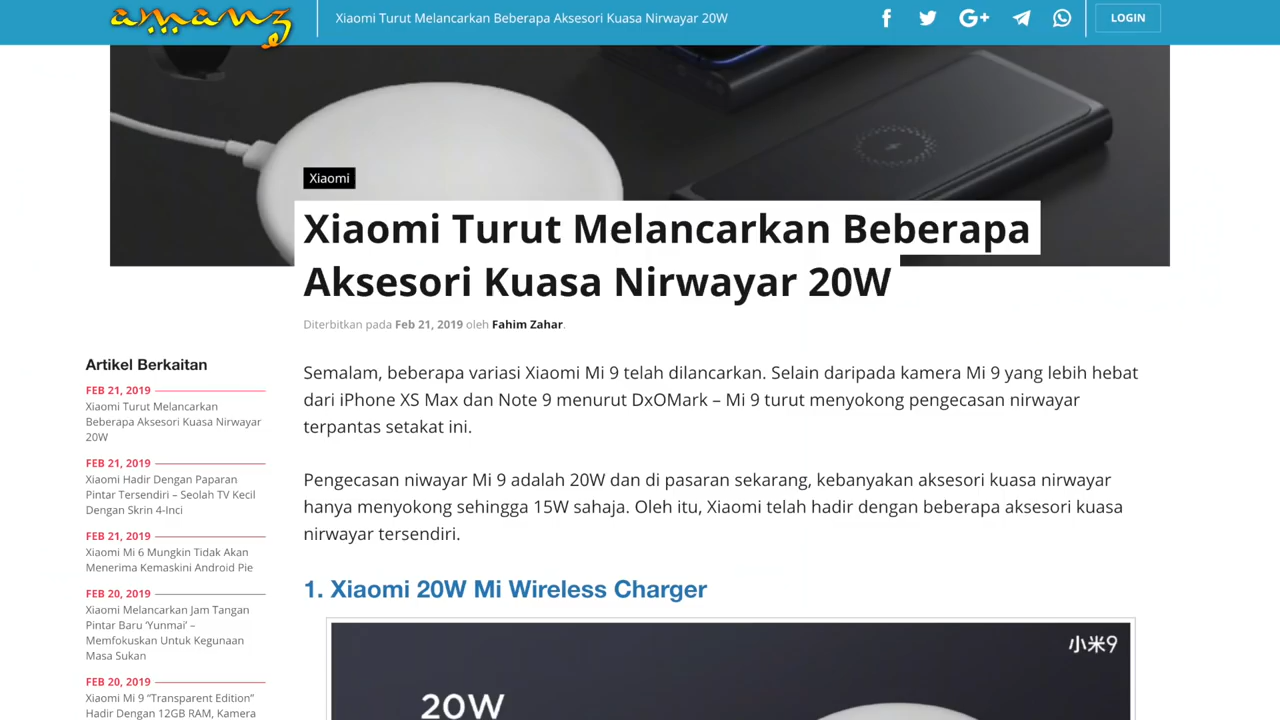 amanz
Xiaomi Turut Melancarkan Beberapa Aksesori Kuasa Nirwayar 20W
LOGIN
Xiaomi
Xiaomi Turut Melancarkan Beberapa
Aksesori Kuasa Nirwayar 20W
Diterbitkan pada Feb 21, 2019 oleh Fahim Zahar.
Artikel Berkaitan
FEB 21, 2019
Xiaomi Turut Melancarkan
Beberapa Aksesori Kuasa Nirwayar
20W
FEB 21, 2019
Xiaomi Hadir Dengan Paparan
Pintar Tersendiri – Seolah TV Kecil
Dengan Skrin 4-Inci
FEB 21, 2019
Xiaomi Mi 6 Mungkin Tidak Akan
Menerima Kemaskini Android Pie
FEB 20, 2019
Xiaomi Melancarkan Jam Tangan
Pintar Baru ‘Yunmai’ –
Memfokuskan Untuk Kegunaan
Masa Sukan
FEB 20, 2019
Xiaomi Mi 9 “Transparent Edition”
Hadir Dengan 12GB RAM, Kamera
Semalam, beberapa variasi Xiaomi Mi 9 telah dilancarkan. Selain daripada kamera Mi 9 yang lebih hebat
dari iPhone XS Max dan Note 9 menurut DxOMark – Mi 9 turut menyokong pengecasan nirwayar
terpantas setakat ini.
Pengecasan niwayar Mi 9 adalah 20W dan di pasaran sekarang, kebanyakan aksesori kuasa nirwayar
hanya menyokong sehingga 15W sahaja. Oleh itu, Xiaomi telah hadir dengan beberapa aksesori kuasa
nirwayar tersendiri.
1. Xiaomi 20W Mi Wireless Charger
小米9
20W